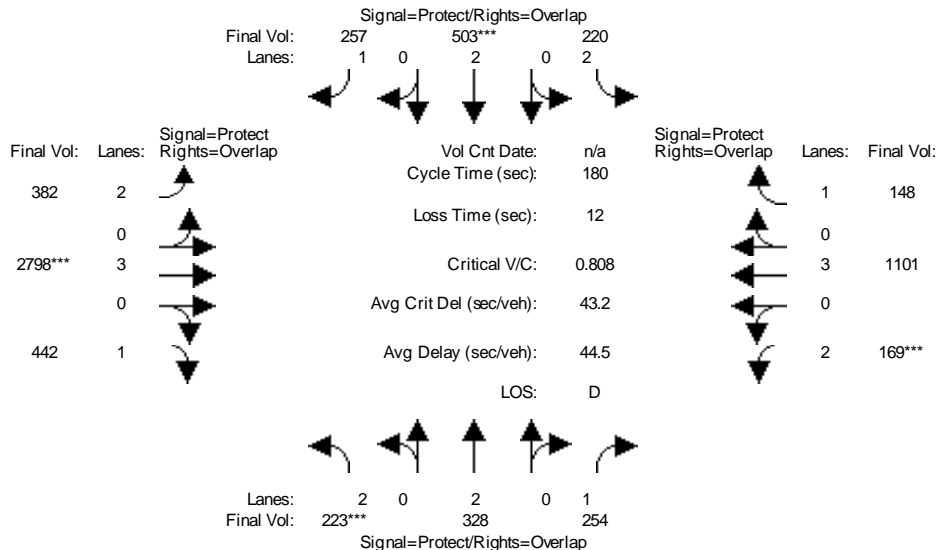 Signal=Protect/Rights=Overlap
Final Vol: 257 503*** 220
Lanes: 1 0 2 0 2
Signal=Protect
Final Vol: Lanes: Rights=Overlap
Vol Cnt Date: n/a
Signal=Protect
Rights=Overlap Lanes: Final Vol:
Cycle Time (sec): 180
382 2
1 148
Loss Time (sec): 12
0
0
2798*** 3
Critical V/C: 0.808
3 1101
0
Avg Crit Del (sec/veh): 43.2
0
442 1
Avg Delay (sec/veh): 44.5
2 169***
LOS: D
Lanes: 2 0 2 0 1
Final Vol: 223*** 328 254
Signal=Protect/Rights=Overlap